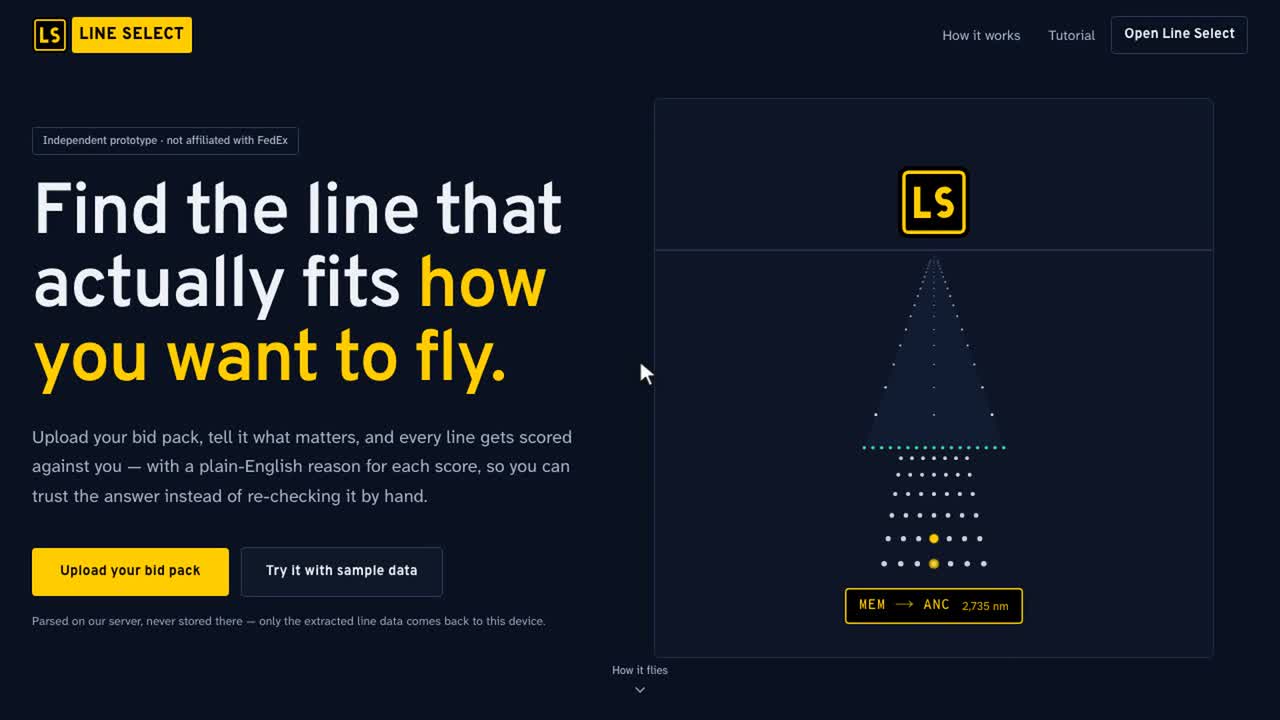 LS LINE SELECT
How it works
Tutorial
Open Line Select
Independent prototype · not affiliated with FedEx
Find the line that
actually fits how
you want to fly.
Upload your bid pack, tell it what matters, and every line gets scored
against you — with a plain-English reason for each score, so you can
trust the answer instead of re-checking it by hand.
Upload your bid pack
Try it with sample data
Parsed on our server, never stored there — only the extracted line data comes back to this device.
LS
MEM → ANC 2,735 nm
How it flies